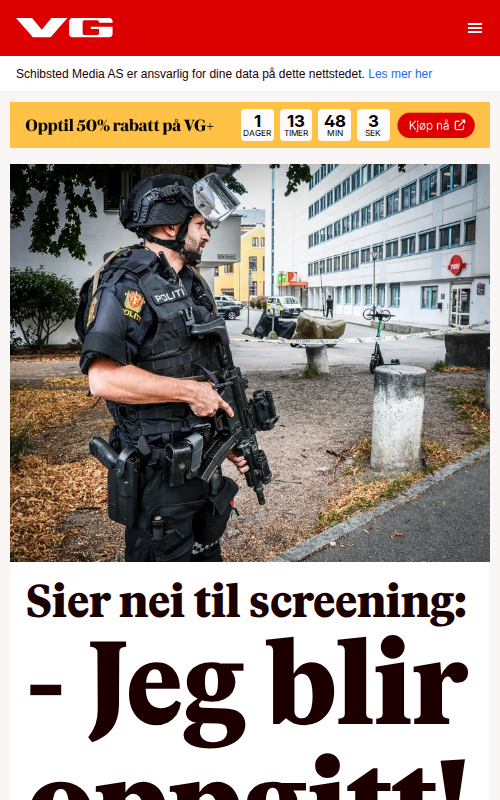 VG
Schibsted Media AS er ansvarlig for dine data på dette nettstedet. Les mer her
Opptil 50% rabatt på VG+
1 13 48 3
DAGER TIMER MIN SEK
Kjøp nå
POLITI
POLITI
nav
Sier nei til screening:
- Jeg blir
oppgitt!